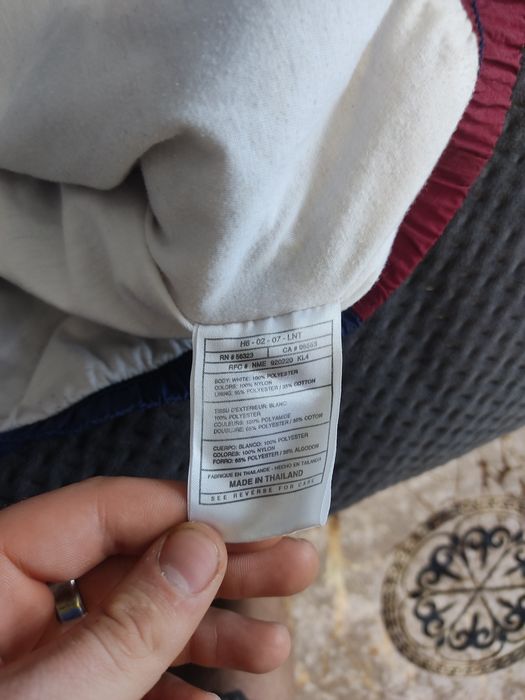 H6 - 02 - 07 - LNT
RN # 56323 CA # 05553
RFC # NME 920220 KL4
BODY: WHITE: 100% POLYESTER
COLORS: 100% NYLON
LINING: 65% POLYESTER / 35% COTTON
TISSU D'EXTERIEUR: BLANC
100% POLYESTER
COULEURS: 100% POLYAMIDE
DOUBLURE: 65% POLYESTER / 35% COTON
CUERPO: BLANCO: 100% POLYESTER
COLORES: 100% NYLON
FORRO: 65% POLYESTER / 35% ALGODON
FABRIQUE EN THAILANDE - HECHO EN TAILANDIA
MADE IN THAILAND
SEE REVERSE FOR CARE